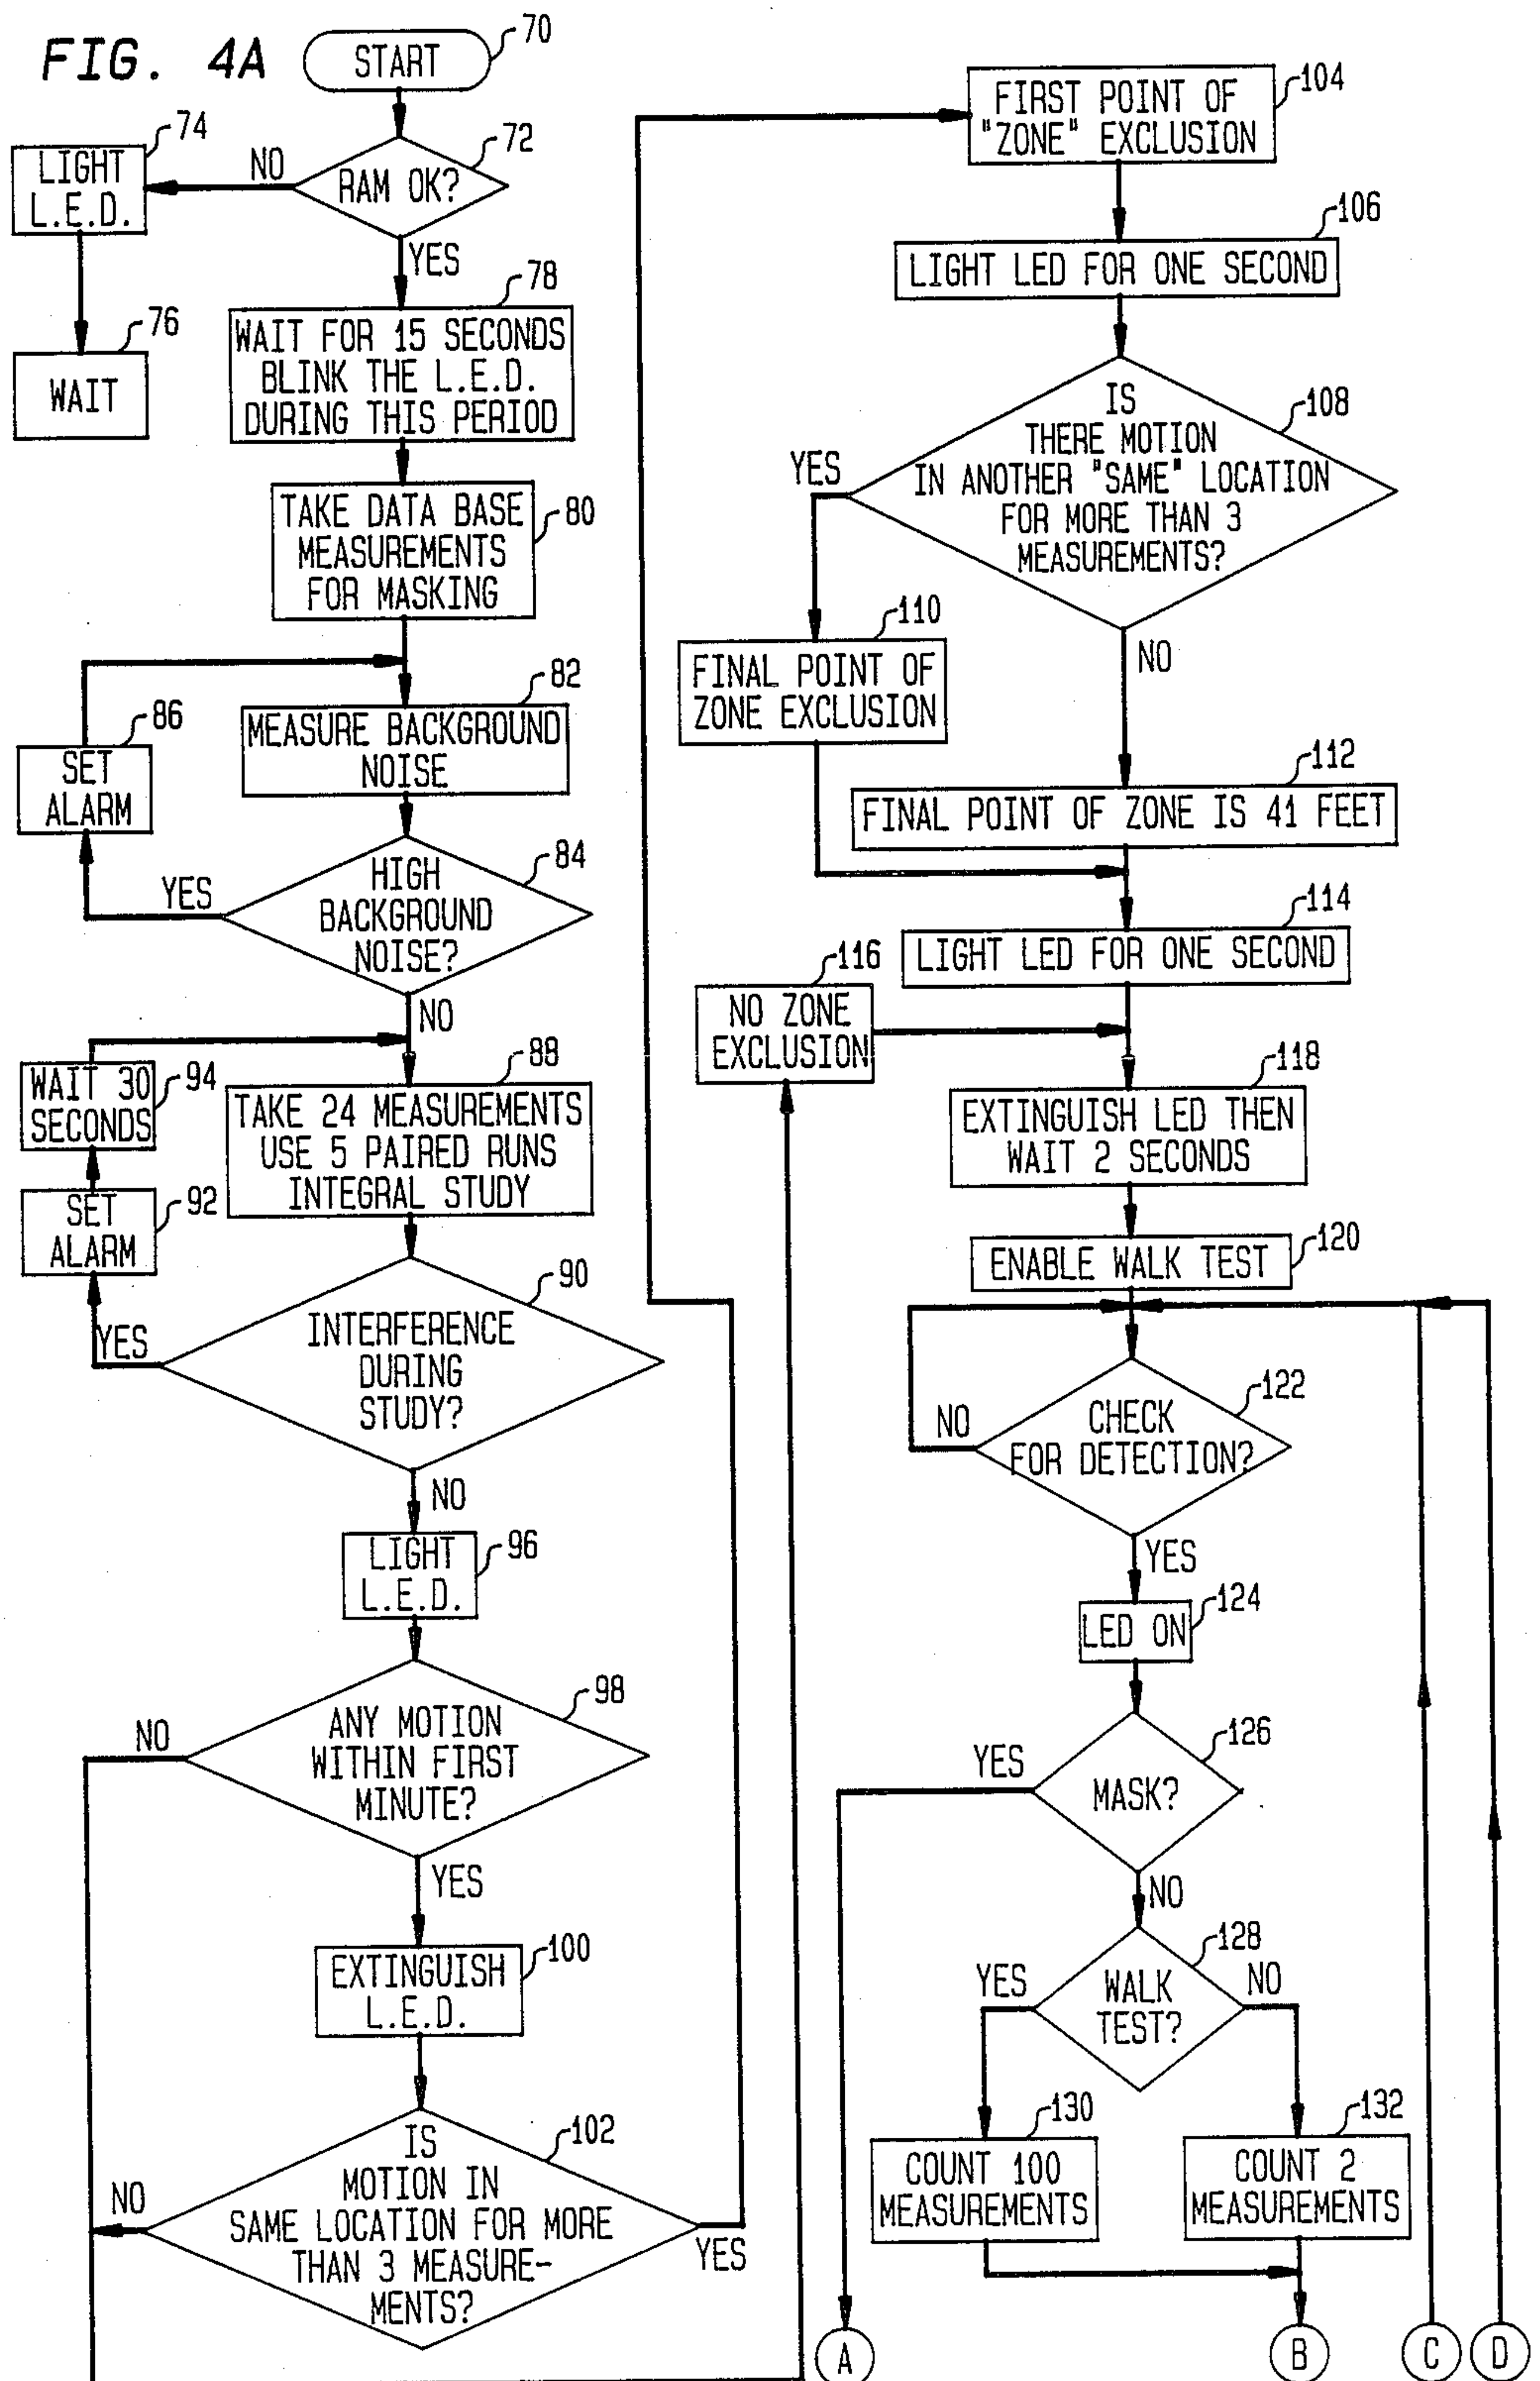 FIG. 4A
START
70
RAM OK?
72
NO
LIGHT
L.E.D.
74
WAIT
76
YES
WAIT FOR 15 SECONDS
BLINK THE L.E.D.
DURING THIS PERIOD
78
TAKE DATA BASE
MEASUREMENTS
FOR MASKING
80
MEASURE BACKGROUND
NOISE
82
SET
ALARM
86
HIGH
BACKGROUND
NOISE?
84
YES
NO
WAIT 30
SECONDS
94
TAKE 24 MEASUREMENTS
USE 5 PAIRED RUNS
INTEGRAL STUDY
88
SET
ALARM
92
INTERFERENCE
DURING
STUDY?
90
YES
NO
LIGHT
L.E.D.
96
ANY MOTION
WITHIN FIRST
MINUTE?
98
NO
YES
EXTINGUISH
L.E.D.
100
IS
MOTION IN
SAME LOCATION FOR MORE
THAN 3 MEASURE-
MENTS?
102
NO
YES
FIRST POINT OF
"ZONE" EXCLUSION
104
LIGHT LED FOR ONE SECOND
106
IS
THERE MOTION
IN ANOTHER "SAME" LOCATION
FOR MORE THAN 3
MEASUREMENTS?
108
YES
NO
FINAL POINT OF
ZONE EXCLUSION
110
FINAL POINT OF ZONE IS 41 FEET
112
LIGHT LED FOR ONE SECOND
114
NO ZONE
EXCLUSION
116
EXTINGUISH LED THEN
WAIT 2 SECONDS
118
ENABLE WALK TEST
120
CHECK
FOR DETECTION?
122
NO
YES
LED ON
124
MASK?
126
YES
NO
WALK
TEST?
128
YES
NO
COUNT 100
MEASUREMENTS
130
COUNT 2
MEASUREMENTS
132
A
B
C
D